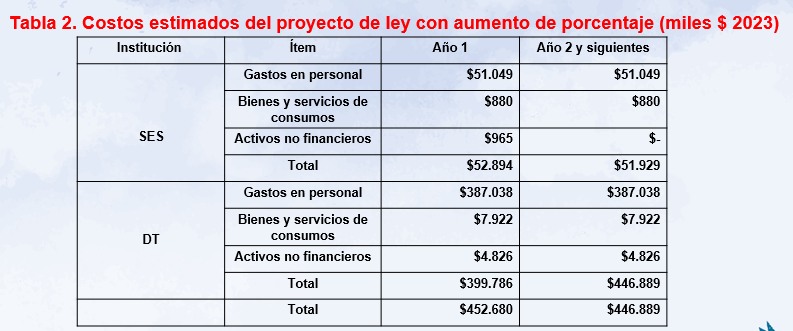 Tabla 2. Costos estimados del proyecto de ley con aumento de porcentaje (miles $ 2023)
Institución Ítem Año 1 Año 2 y siguientes
SES
Gastos en personal $51.049 $51.049
Bienes y servicios de
consumos $880 $880
Activos no financieros $965 $-
Total $52.894 $51.929
DT
Gastos en personal $387.038 $387.038
Bienes y servicios de
consumos $7.922 $7.922
Activos no financieros $4.826 $4.826
Total $399.786 $446.889
Total $452.680 $446.889